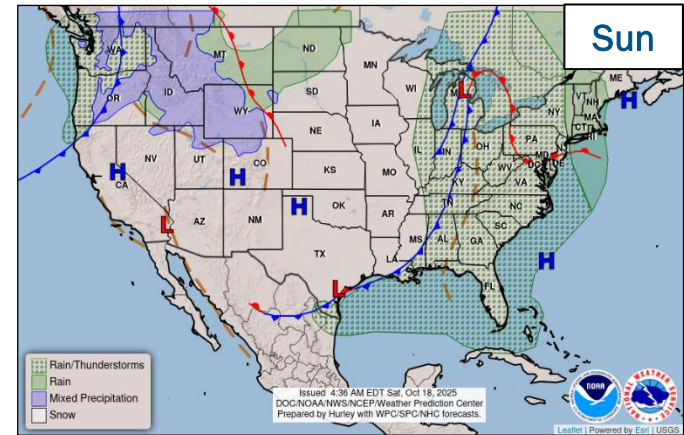 Sun
WA
MT
ND
MN
ME
OR
ID
WY
SD
WI
M
L
VT
NH
NY
MA
CT
RI
H
NV
UT
CO
NE
IA
IL
IN
OH
PA
NJ
MD
DE
DC
WV
VA
KY
H
CA
H
KS
MO
AZ
NM
H
OK
AR
TN
NC
SC
L
TX
LA
MS
AL
GA
H
FL
L
Rain/Thunderstorms
Rain
Mixed Precipitation
Snow
Issued 4:36 AM EDT Sat, Oct 18, 2025
DOC/NOAA/NWS/NCEP/Weather Prediction Center
Prepared by Hurley with WPC/SPC/NHC forecasts.
NOAA
NATIONAL WEATHER SERVICE
Leaflet | Powered by Esri | USGS